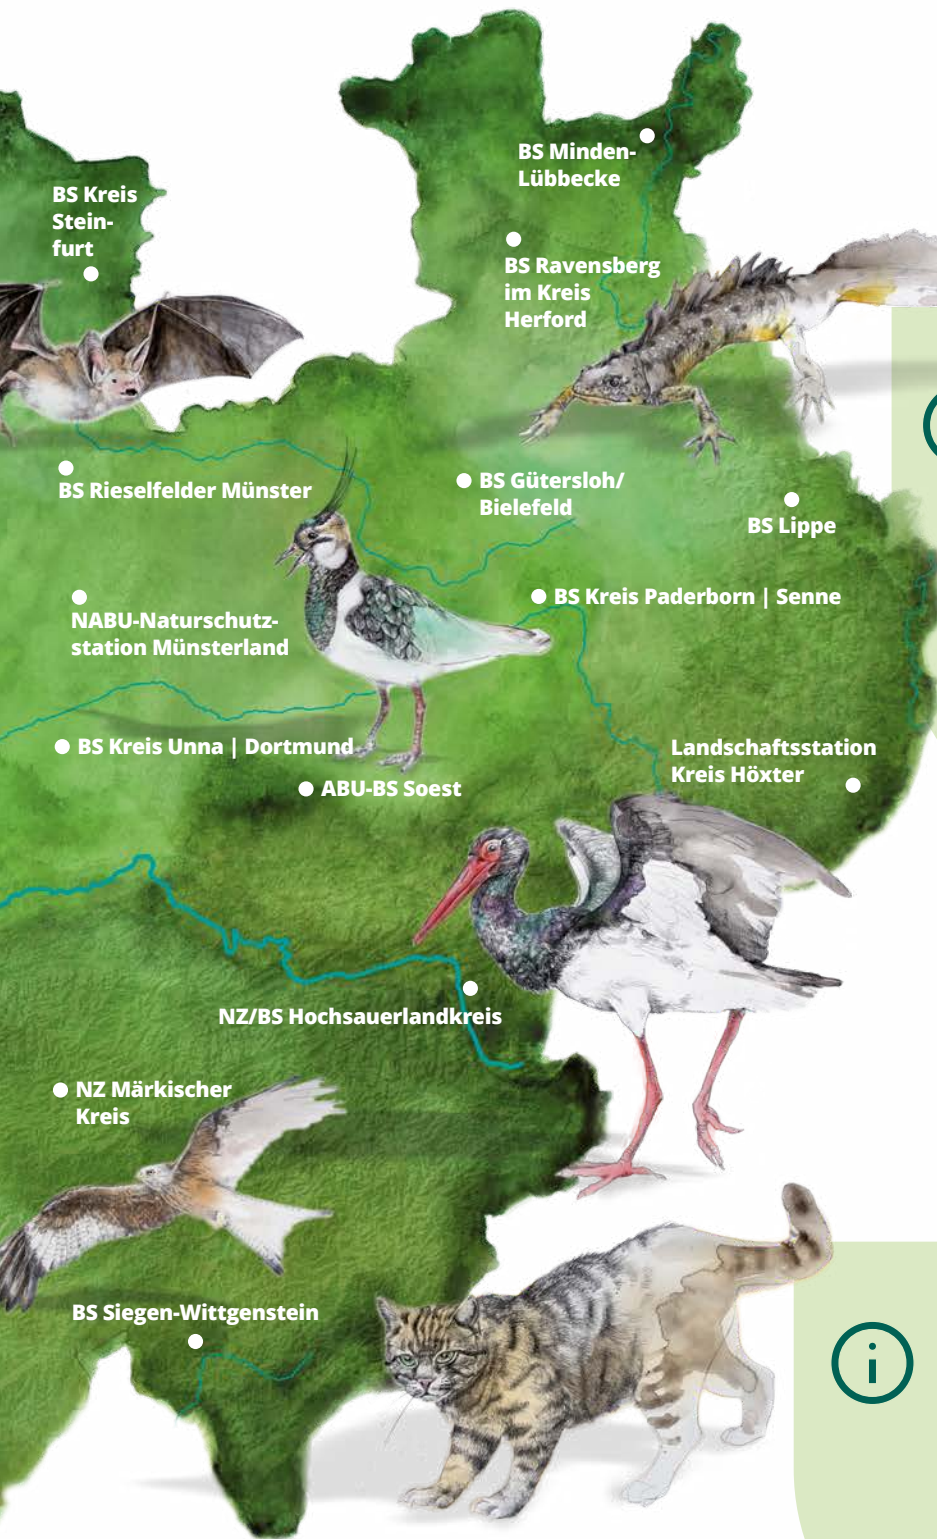 BS Minden-
Lübbecke
BS Kreis
Stein-
furt
BS Ravensberg
im Kreis
Herford
BS Rieselfelder Münster
BS Gütersloh/
Bielefeld
BS Lippe
BS Kreis Paderborn | Senne
NABU-Naturschutz-
station Münsterland
BS Kreis Unna | Dortmund
Landschaftsstation
Kreis Höxter
ABU-BS Soest
NZ/BS Hochsauerlandkreis
NZ Märkischer
Kreis
BS Siegen-Wittgenstein
i